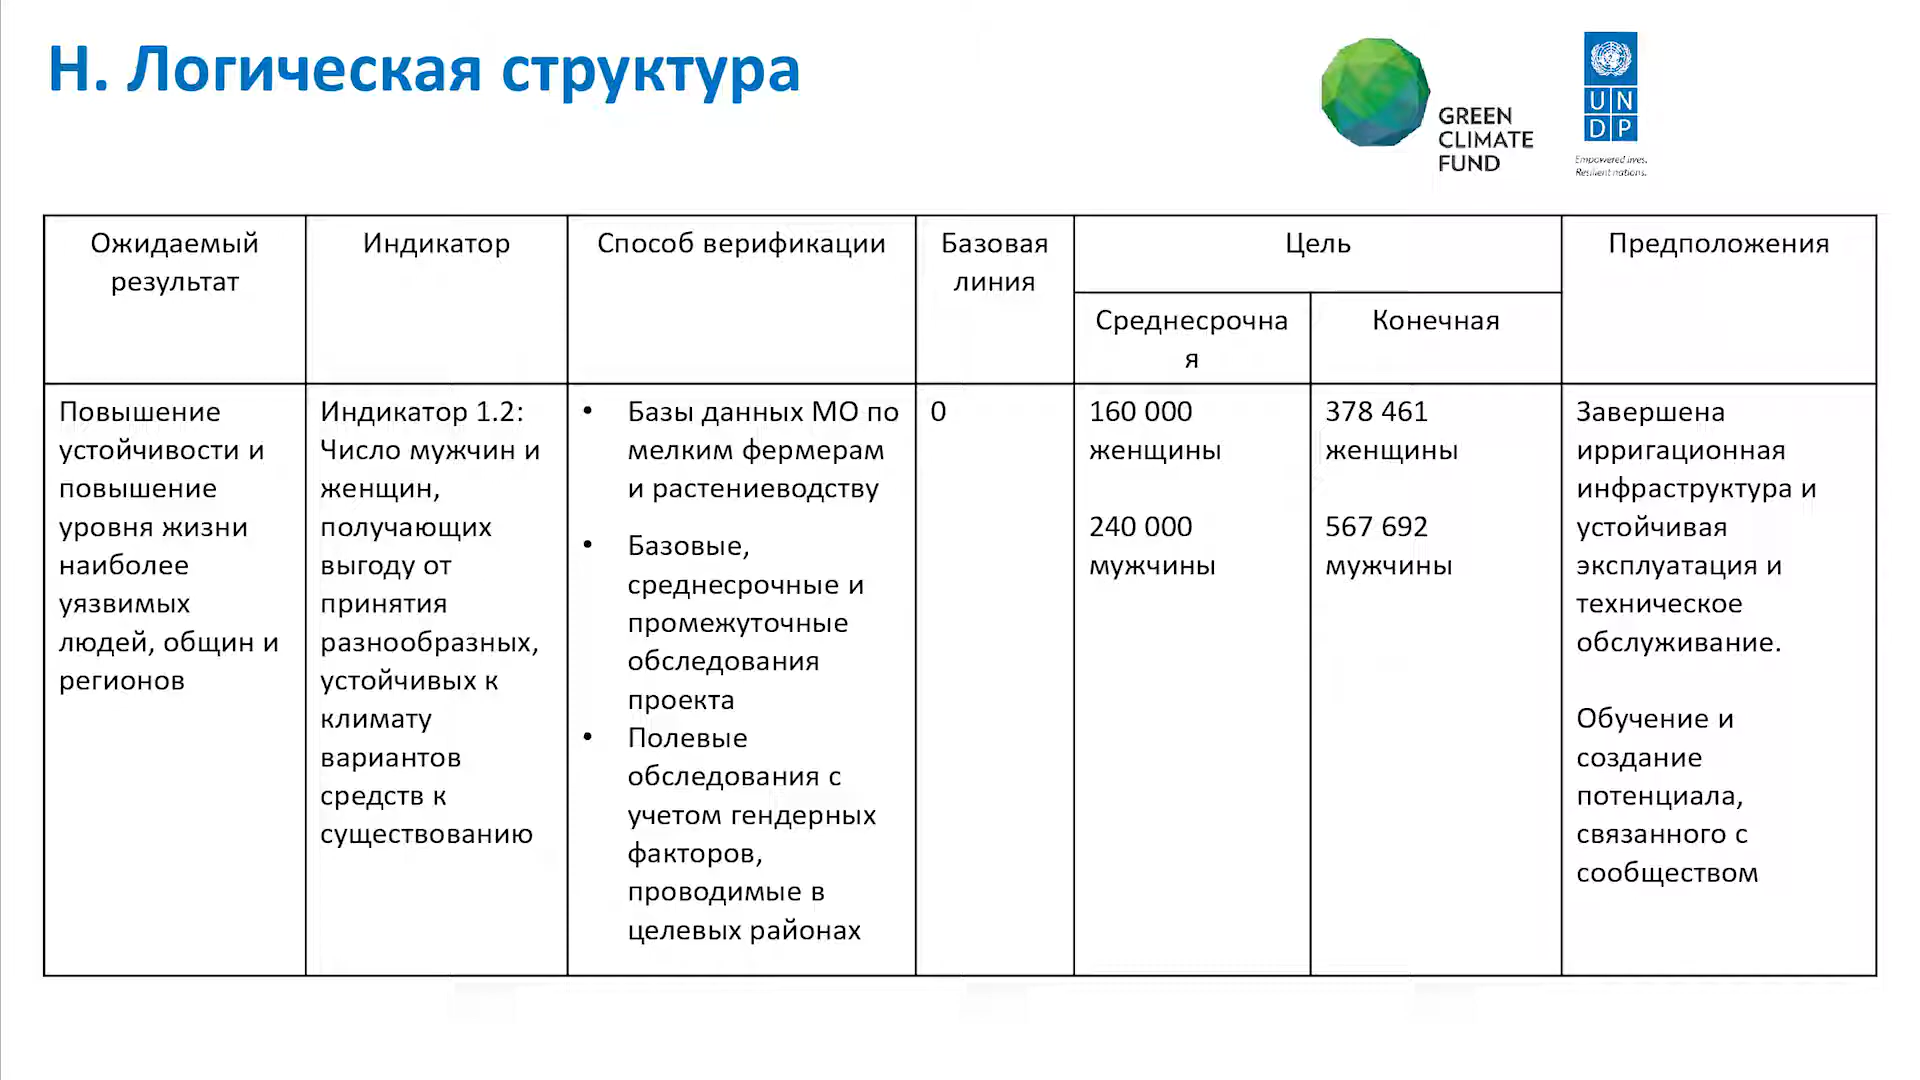 Н. Логическая структура
GREEN
CLIMATE
FUND
U N
D P
Empowered lives.
Resilient nations.
Ожидаемый
результат
Индикатор
Способ верификации
Базовая
линия
Цель
Предположения
Среднесрочна
я
Конечная
Повышение
устойчивости и
повышение
уровня жизни
наиболее
уязвимых
людей, общин и
регионов
Индикатор 1.2:
Число мужчин и
женщин,
получающих
выгоду от
принятия
разнообразных,
устойчивых к
климату
вариантов
средств к
существованию
• Базы данных МО по
мелким фермерам
и растениеводству
• Базовые,
среднесрочные и
промежуточные
обследования
проекта
• Полевые
обследования с
учетом гендерных
факторов,
проводимые в
целевых районах
0
160 000
женщины
240 000
мужчины
378 461
женщины
567 692
мужчины
Завершена
ирригационная
инфраструктура и
устойчивая
эксплуатация и
техническое
обслуживание.
Обучение и
создание
потенциала,
связанного с
сообществом